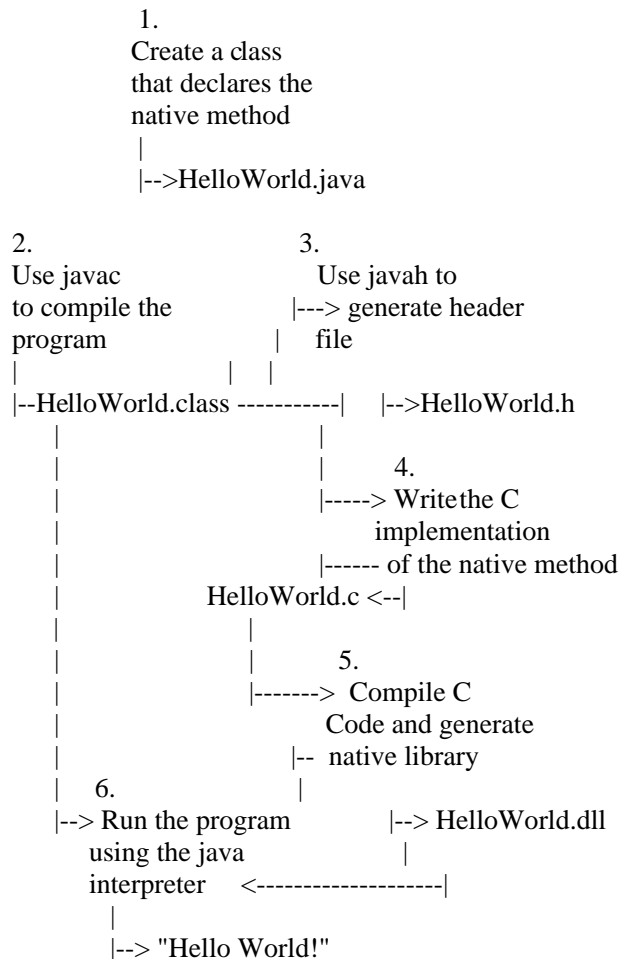 1.
Create a class
that declares the
native method
|
|-->HelloWorld.java
2. 3.
Use javac Use javah to
to compile the |---> generate header
program | file
| | |
|--HelloWorld.class -----------| |-->HelloWorld.h
| |
| | 4.
| |-----> Writethe C
| implementation
| |------ of the native method
| HelloWorld.c <--|
| |
| | 5.
| |-------> Compile C
| Code and generate
| |-- native library
| 6. |
|--> Run the program |--> HelloWorld.dll
using the java |
interpreter <--------------------|
|
|--> "Hello World!"